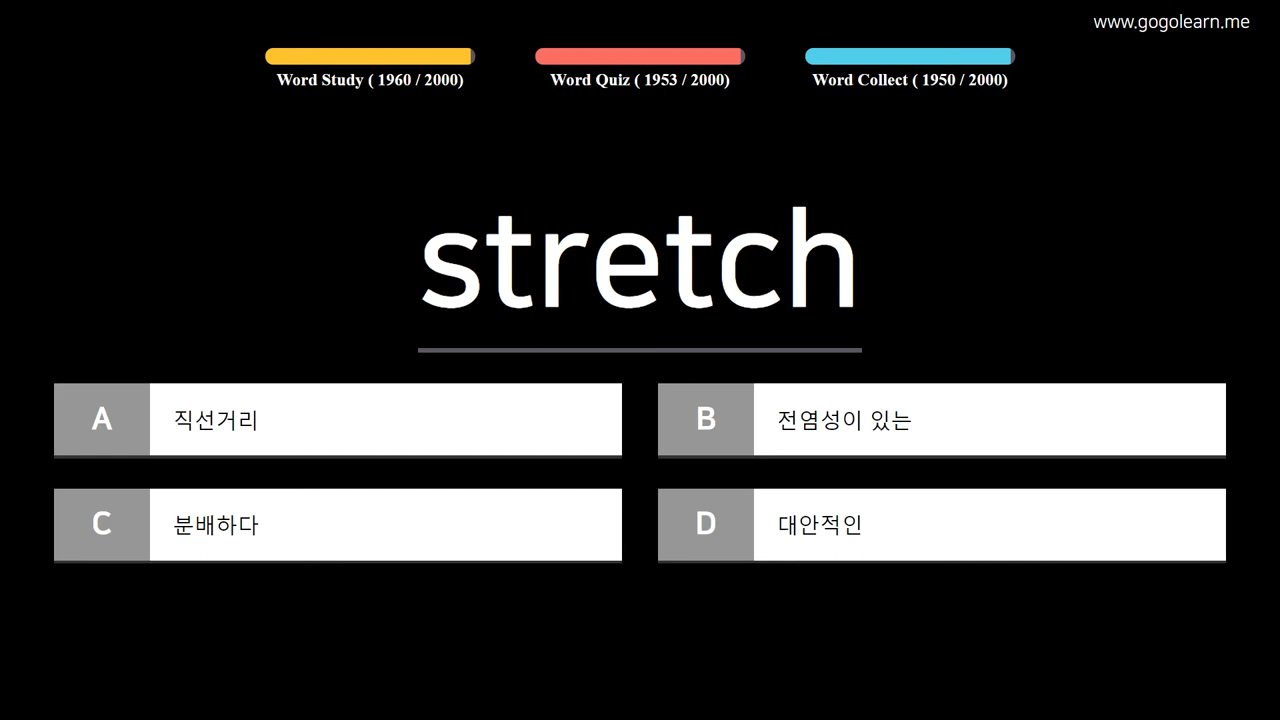 www.gogolearn.me
Word Study ( 1960 / 2000)
Word Quiz ( 1953 / 2000)
Word Collect ( 1950 / 2000)
stretch
A 직선거리
B 전염성이 있는
C 분배하다
D 대안적인